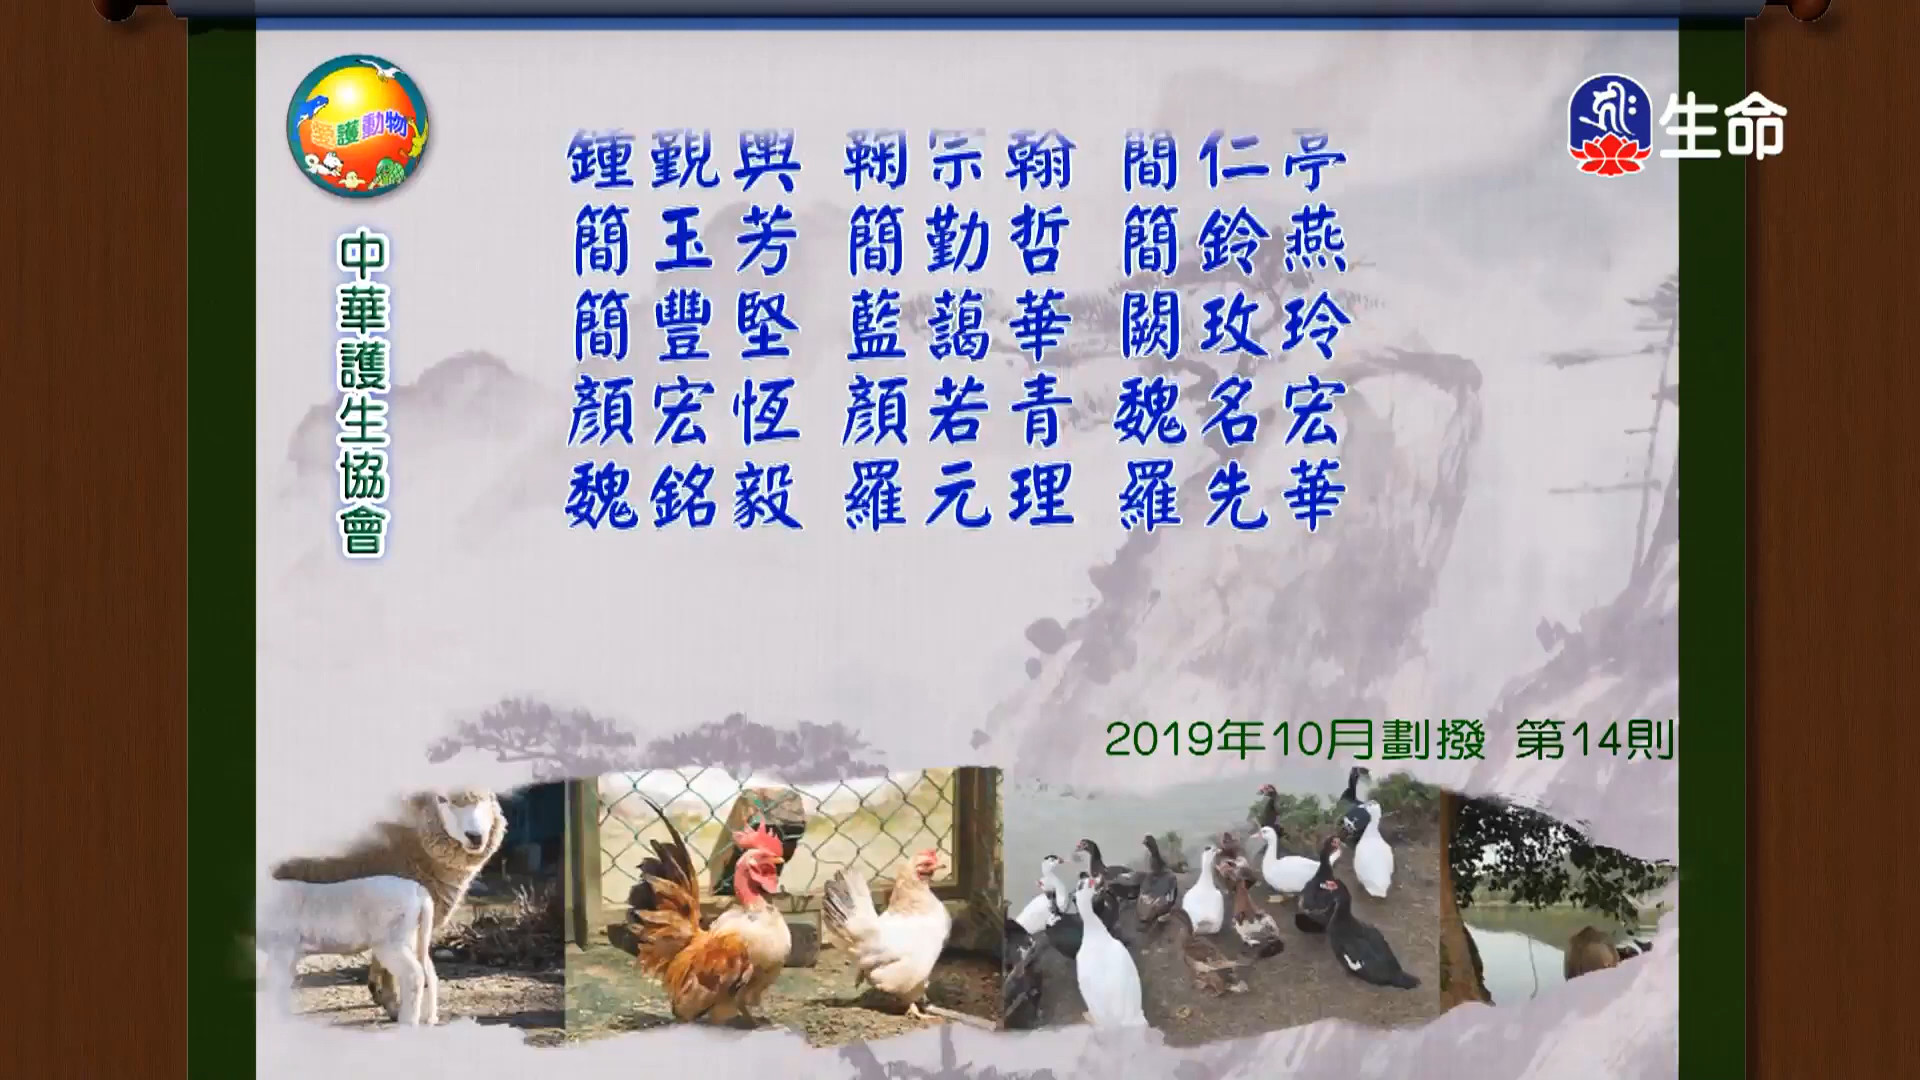 愛護動物
生命
中華護生協會
鍾覲輿 鞠宗翰 簡仁亭
簡玉芳 簡勤哲 簡鈴燕
簡豐堅 藍藹華 闕玫玲
顏宏恆 顏若青 魏名宏
魏銘毅 羅元理 羅先華
2019年10月劃撥 第14則